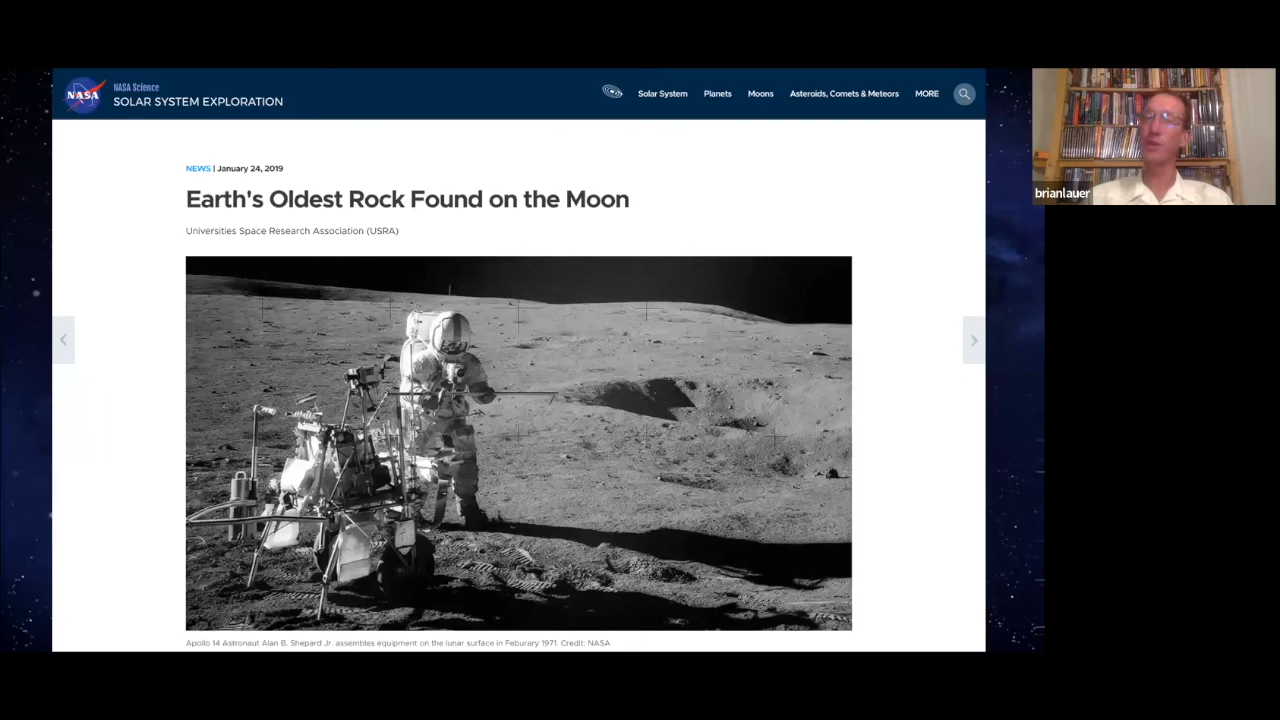 NASA
NASA Science
SOLAR SYSTEM EXPLORATION
Solar System
Planets
Moons
Asteroids, Comets & Meteors
MORE
NEWS | January 24, 2019
Earth's Oldest Rock Found on the Moon
Universities Space Research Association (USRA)
Apollo 14 Astronaut Alan B. Shepard Jr. assembles equipment on the lunar surface in Feburary 1971. Credit: NASA
brianlauer